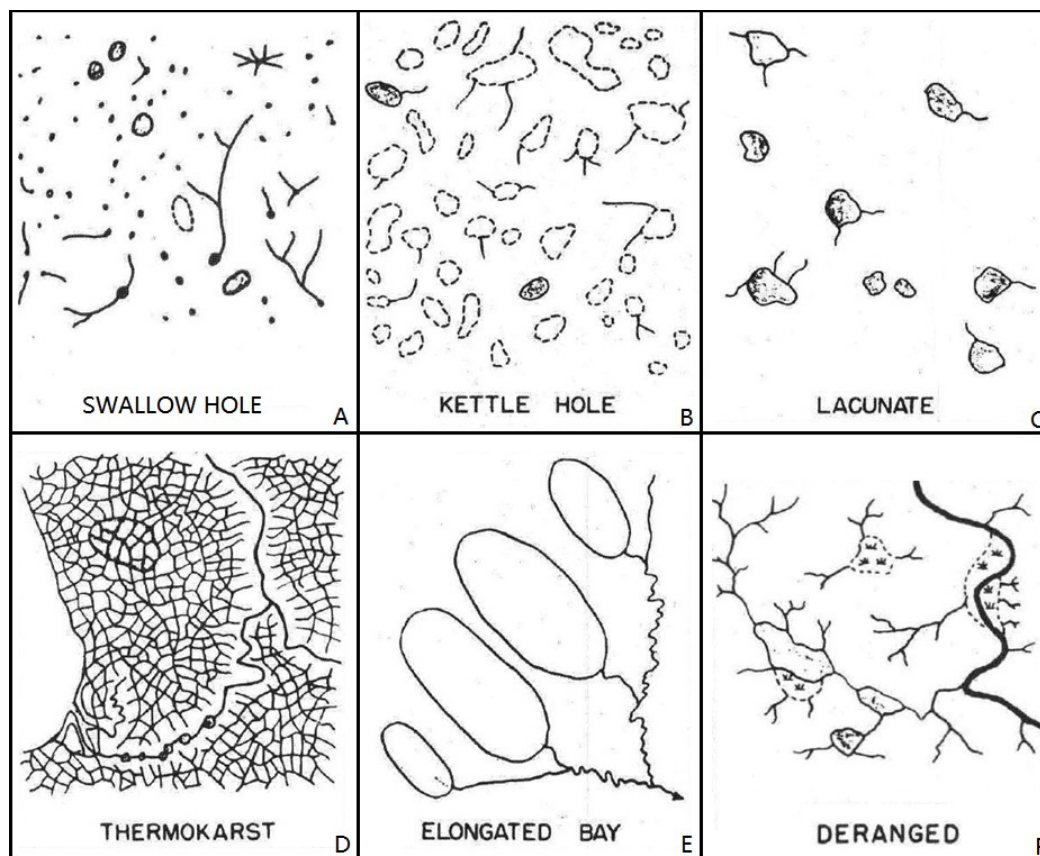 SWALLOW HOLE
A
KETTLE HOLE
B
LACUNATE
C
THERMOKARST
D
ELONGATED BAY
E
DERANGED
F